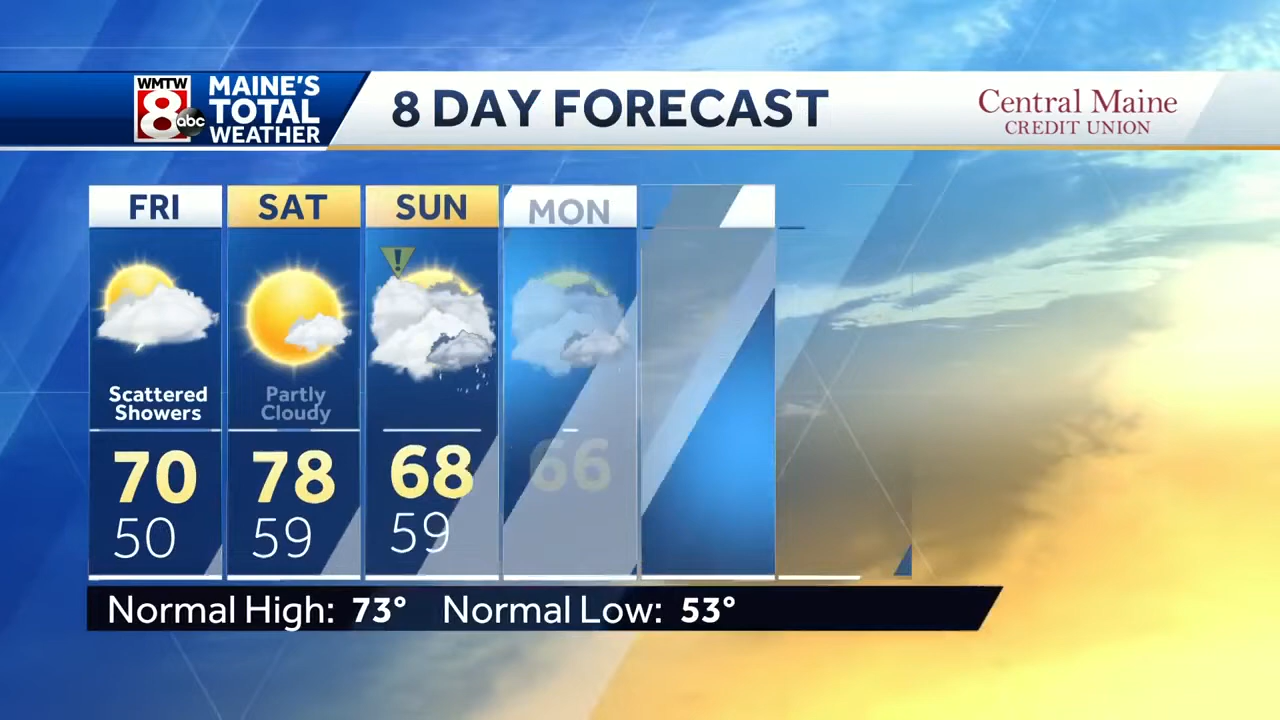 WMTW
8
abc
MAINE'S
TOTAL
WEATHER
8 DAY FORECAST
Central Maine
CREDIT UNION
FRI
SAT
SUN
MON
!
Scattered
Showers
Partly
Cloudy
70
78
68
66
50
59
59
Normal High: 73° Normal Low: 53°